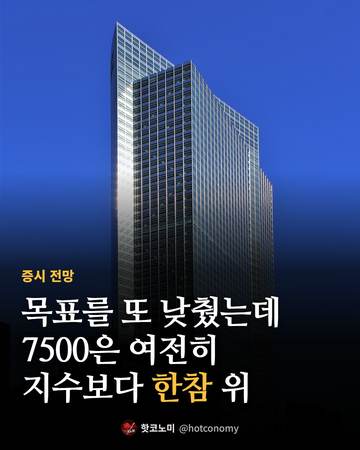 증시 전망
목표를 또 낮췄는데
7500은 여전히
지수보다 한참 위
핫코노미 @hotconomy